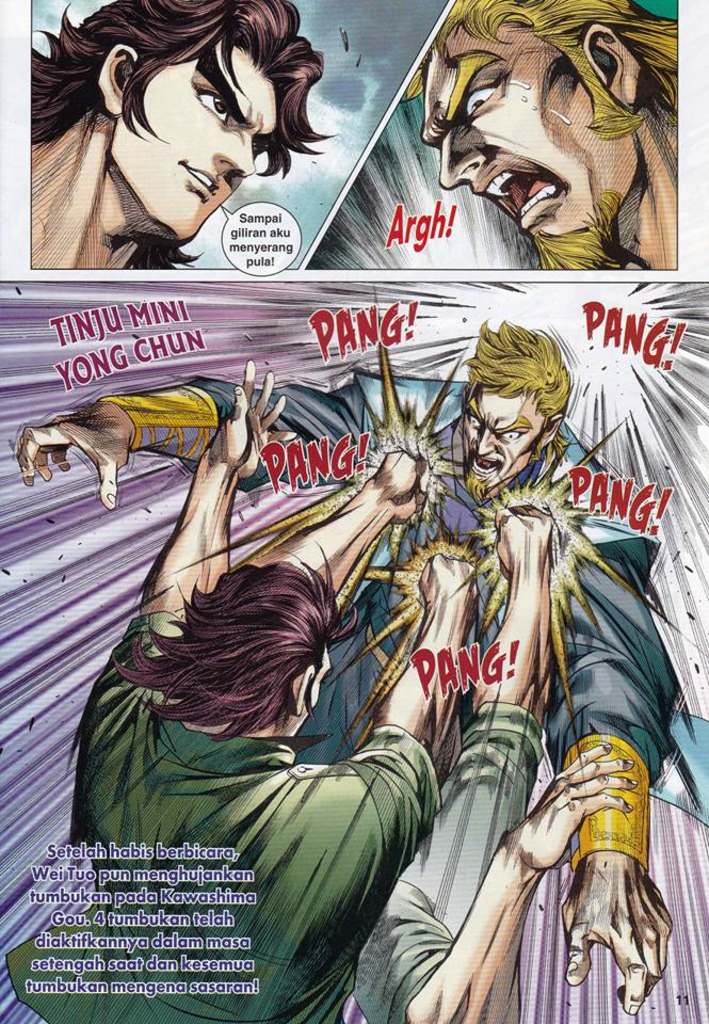 Sampai
giliran aku
menyerang
pula!
Argh!
TINJU MINI
YONG CHUN
PANG!
PANG!
PANG!
PANG!
PANG!
Setelah habis berbicara,
Wei Tuo pun menghujankan
tumbukan pada Kawashima
Gou. 4 tumbukan telah
diaktifkannya dalam masa
setengah saat dan kesemua
tumbukan mengena sasaran!
11